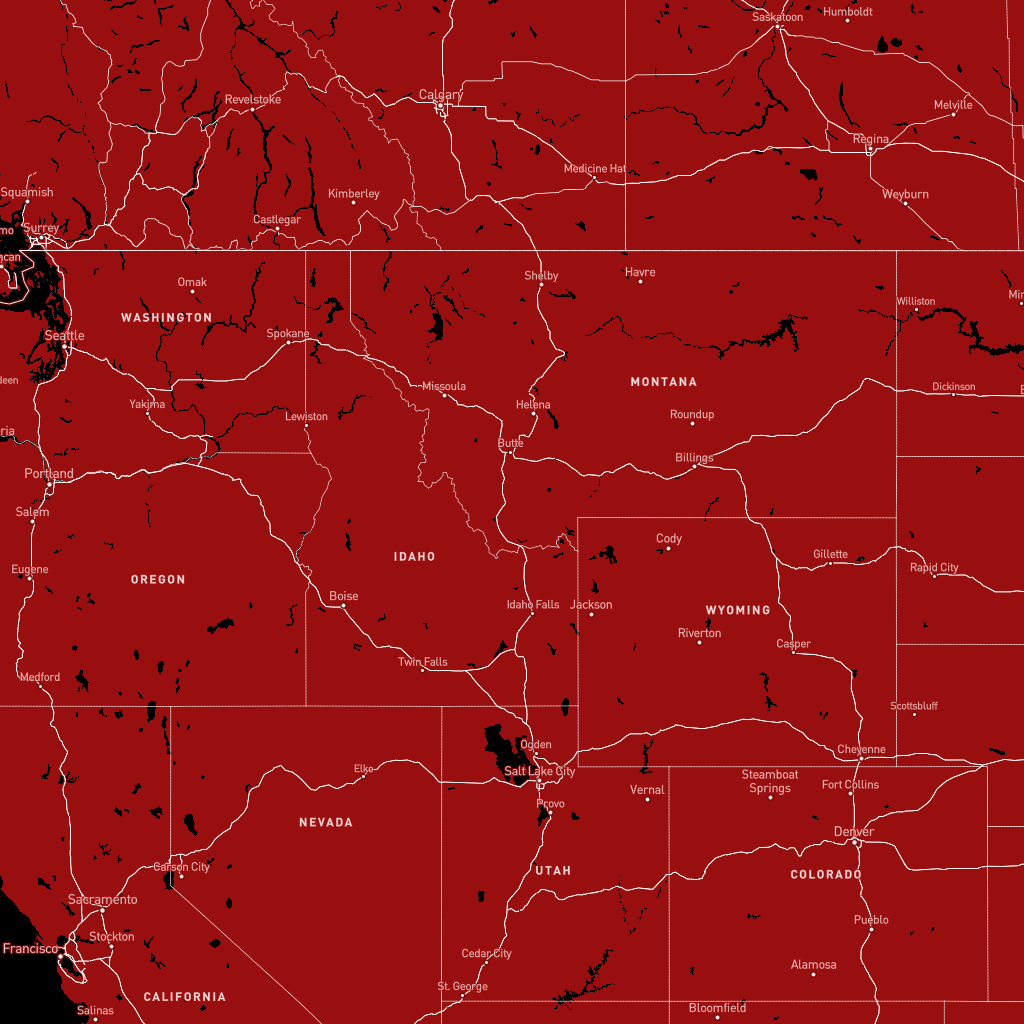 Humboldt
Saskatoon
Calgary
Revelstoke
Melville
Regina
Medicine Hat
Squamish
Kimberley
Weyburn
Castlegar
mo
Surrey
can
Shelby
Havre
Omak
Williston
Min
WASHINGTON
Seattle
Spokane
MONTANA
deen
Missoula
Dickinson
Yakima
Helena
Roundup
Lewiston
ria
Butte
Billings
Portland
Salem
Cody
Gillette
IDAHO
Eugene
OREGON
Rapid City
Boise
Idaho Falls
Jackson
WYOMING
Riverton
Casper
Twin Falls
Medford
Scottsbluff
Ogden
Cheyenne
Elko
Salt Lake City
Steamboat
Springs
Vernal
Fort Collins
Provo
NEVADA
Denver
Carson City
UTAH
COLORADO
Sacramento
Pueblo
Stockton
Francisco
Cedar City
Alamosa
St. George
CALIFORNIA
Salinas
Bloomfield